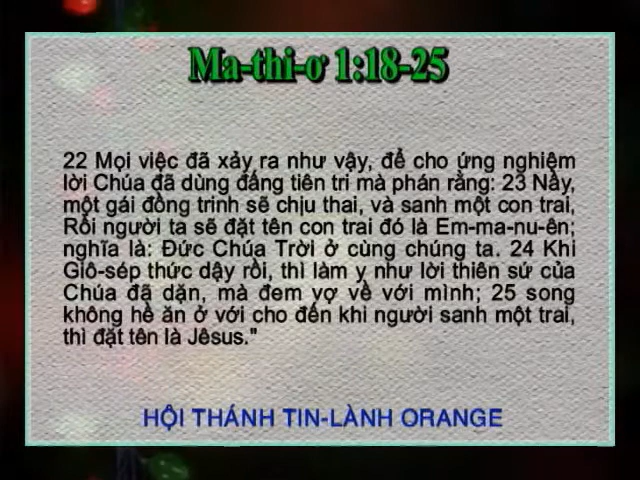 Ma-thi-ơ 1:18-25
22 Mọi việc đã xảy ra như vậy, để cho ứng nghiệm
lời Chúa đã dùng đấng tiên tri mà phán rằng: 23 Nầy,
một gái đồng trinh sẽ chịu thai, và sanh một con trai,
Rồi người ta sẽ đặt tên con trai đó là Em-ma-nu-ên;
nghĩa là: Đức Chúa Trời ở cùng chúng ta. 24 Khi
Giô-sép thức dậy rồi, thì làm y như lời thiên sứ của
Chúa đã dặn, mà đem vợ về với mình; 25 song
không hề ăn ở với cho đến khi người sanh một trai,
thì đặt tên là Jêsus."
HỘI THÁNH TIN-LÀNH ORANGE